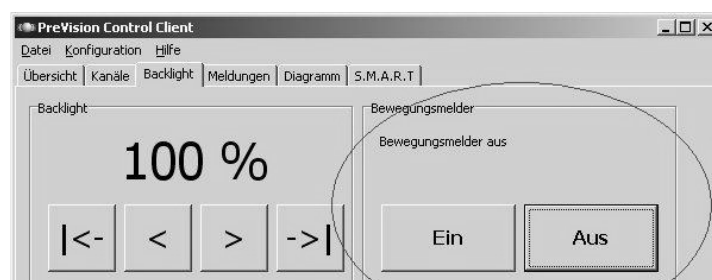 PreVision Control Client
Datei Konfiguration Hilfe
Übersicht Kanäle Backlight Meldungen Diagramm S.M.A.R.T
Backlight
100 %
|<- < > ->|
Bewegungsmelder
Bewegungsmelder aus
Ein Aus